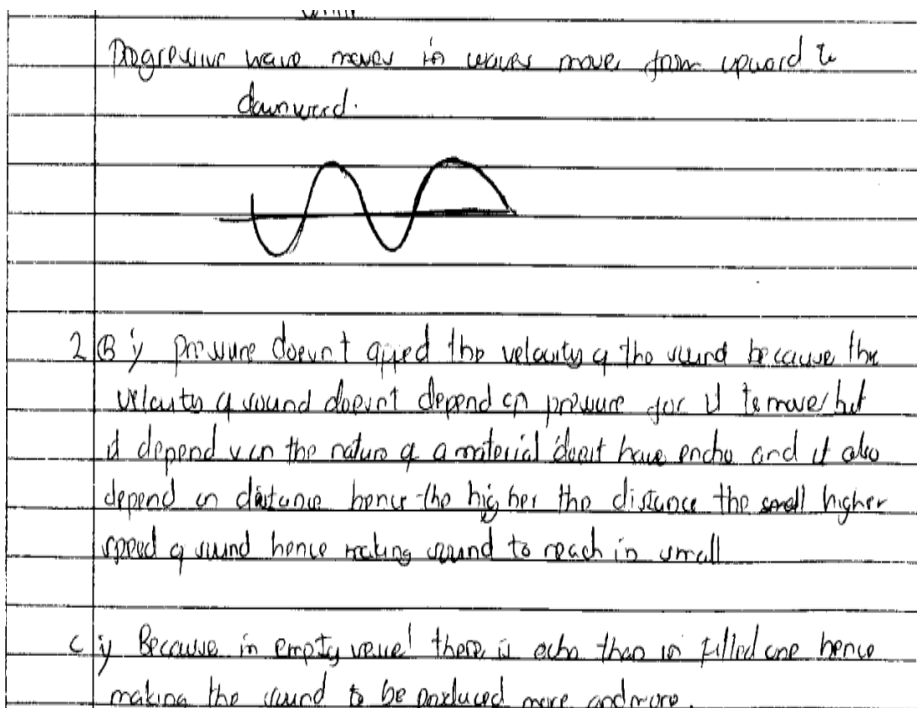 Progressive wave moves in waves move from upward to
downward.
2 B i) pressure doesn't affed the velocity of the sound because the
velocity of sound doesn't depend on pressure for it to move but
it depend on the nature of a material does it have encho and it also
depend on distance hence the higher the distance the higher
speed of sound hence making sound to reach in small
C i) Because in empty vessel there is echo than in filled one hence
making the sound to be produced more and more.